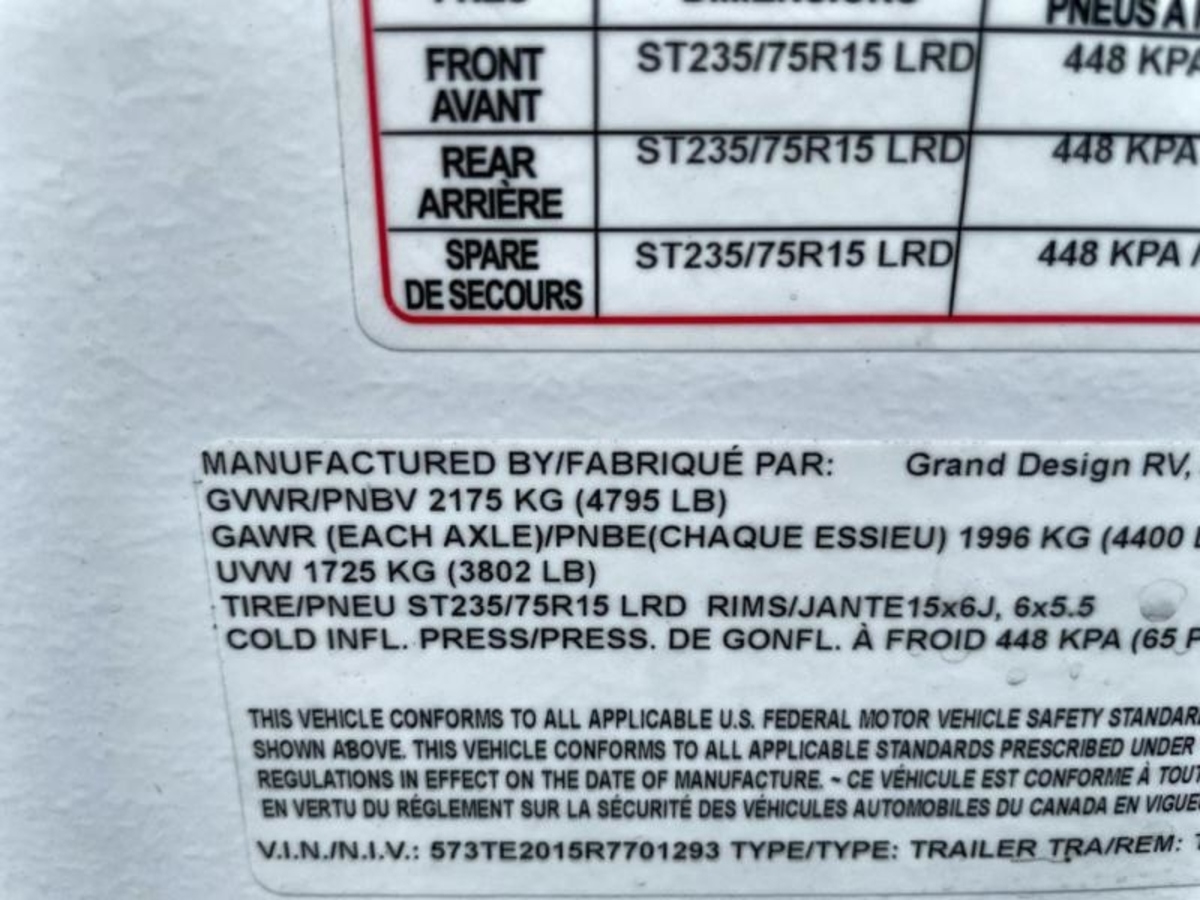 FRONT
AVANT
ST235/75R15 LRD
448 KPA
REAR
ARRIÈRE
ST235/75R15 LRD
448 KPA
SPARE
DE SECOURS
ST235/75R15 LRD
448 KPA /
MANUFACTURED BY/FABRIQUÉ PAR: Grand Design RV,
GVWR/PNBV 2175 KG (4795 LB)
GAWR (EACH AXLE)/PNBE(CHAQUE ESSIEU) 1996 KG (4400
UVW 1725 KG (3802 LB)
TIRE/PNEU ST235/75R15 LRD RIMS/JANTE15x6J, 6x5.5
COLD INFL. PRESS/PRESS. DE GONFL. À FROID 448 KPA (65
THIS VEHICLE CONFORMS TO ALL APPLICABLE U.S. FEDERAL MOTOR VEHICLE SAFETY STANDAR
SHOWN ABOVE. THIS VEHICLE CONFORMS TO ALL APPLICABLE STANDARDS PRESCRIBED UNDER
REGULATIONS IN EFFECT ON THE DATE OF MANUFACTURE. ~ CE VÉHICULE EST CONFORME À TOUT
EN VERTU DU RÉGLEMENT SUR LA SÉCURITÉ DES VÉHICULES AUTOMOBILES DU CANADA EN VIGUE
V.I.N./N.I.V.: 573TE2015R7701293 TYPE/TYPE: TRAILER TRA/REM: